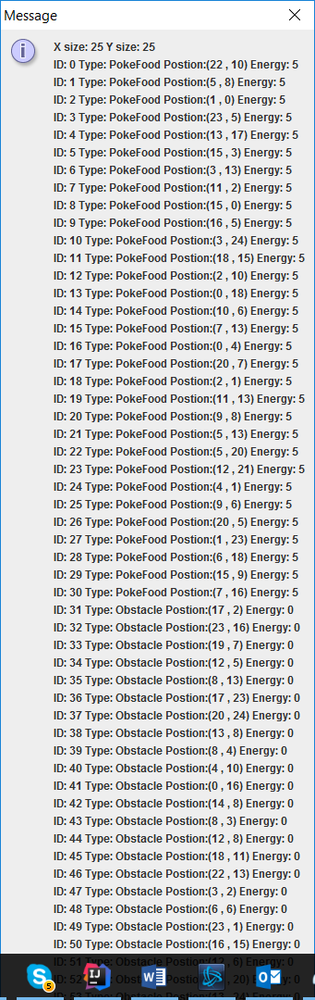 Message
X size: 25 Y size: 25
ID: 0 Type: PokeFood Postion:(22 , 10) Energy: 5
ID: 1 Type: PokeFood Postion:(5 , 8) Energy: 5
ID: 2 Type: PokeFood Postion:(1 , 0) Energy: 5
ID: 3 Type: PokeFood Postion:(23 , 5) Energy: 5
ID: 4 Type: PokeFood Postion:(13 , 17) Energy: 5
ID: 5 Type: PokeFood Postion:(15 , 3) Energy: 5
ID: 6 Type: PokeFood Postion:(3 , 13) Energy: 5
ID: 7 Type: PokeFood Postion:(11 , 2) Energy: 5
ID: 8 Type: PokeFood Postion:(15 , 0) Energy: 5
ID: 9 Type: PokeFood Postion:(16 , 5) Energy: 5
ID: 10 Type: PokeFood Postion:(3 , 24) Energy: 5
ID: 11 Type: PokeFood Postion:(18 , 15) Energy: 5
ID: 12 Type: PokeFood Postion:(2 , 10) Energy: 5
ID: 13 Type: PokeFood Postion:(0 , 18) Energy: 5
ID: 14 Type: PokeFood Postion:(10 , 6) Energy: 5
ID: 15 Type: PokeFood Postion:(7 , 13) Energy: 5
ID: 16 Type: PokeFood Postion:(0 , 4) Energy: 5
ID: 17 Type: PokeFood Postion:(20 , 7) Energy: 5
ID: 18 Type: PokeFood Postion:(2 , 1) Energy: 5
ID: 19 Type: PokeFood Postion:(11 , 13) Energy: 5
ID: 20 Type: PokeFood Postion:(9 , 8) Energy: 5
ID: 21 Type: PokeFood Postion:(5 , 13) Energy: 5
ID: 22 Type: PokeFood Postion:(5 , 20) Energy: 5
ID: 23 Type: PokeFood Postion:(12 , 21) Energy: 5
ID: 24 Type: PokeFood Postion:(4 , 1) Energy: 5
ID: 25 Type: PokeFood Postion:(9 , 6) Energy: 5
ID: 26 Type: PokeFood Postion:(20 , 5) Energy: 5
ID: 27 Type: PokeFood Postion:(1 , 23) Energy: 5
ID: 28 Type: PokeFood Postion:(6 , 18) Energy: 5
ID: 29 Type: PokeFood Postion:(15 , 9) Energy: 5
ID: 30 Type: PokeFood Postion:(7 , 16) Energy: 5
ID: 31 Type: Obstacle Postion:(17 , 2) Energy: 0
ID: 32 Type: Obstacle Postion:(23 , 16) Energy: 0
ID: 33 Type: Obstacle Postion:(19 , 7) Energy: 0
ID: 34 Type: Obstacle Postion:(12 , 5) Energy: 0
ID: 35 Type: Obstacle Postion:(8 , 13) Energy: 0
ID: 36 Type: Obstacle Postion:(17 , 23) Energy: 0
ID: 37 Type: Obstacle Postion:(20 , 24) Energy: 0
ID: 38 Type: Obstacle Postion:(13 , 8) Energy: 0
ID: 39 Type: Obstacle Postion:(8 , 4) Energy: 0
ID: 40 Type: Obstacle Postion:(4 , 10) Energy: 0
ID: 41 Type: Obstacle Postion:(0 , 16) Energy: 0
ID: 42 Type: Obstacle Postion:(14 , 8) Energy: 0
ID: 43 Type: Obstacle Postion:(8 , 3) Energy: 0
ID: 44 Type: Obstacle Postion:(12 , 8) Energy: 0
ID: 45 Type: Obstacle Postion:(18 , 11) Energy: 0
ID: 46 Type: Obstacle Postion:(22 , 13) Energy: 0
ID: 47 Type: Obstacle Postion:(3 , 2) Energy: 0
ID: 48 Type: Obstacle Postion:(6 , 6) Energy: 0
ID: 49 Type: Obstacle Postion:(23 , 1) Energy: 0
ID: 50 Type: Obstacle Postion:(16 , 15) Energy: 0